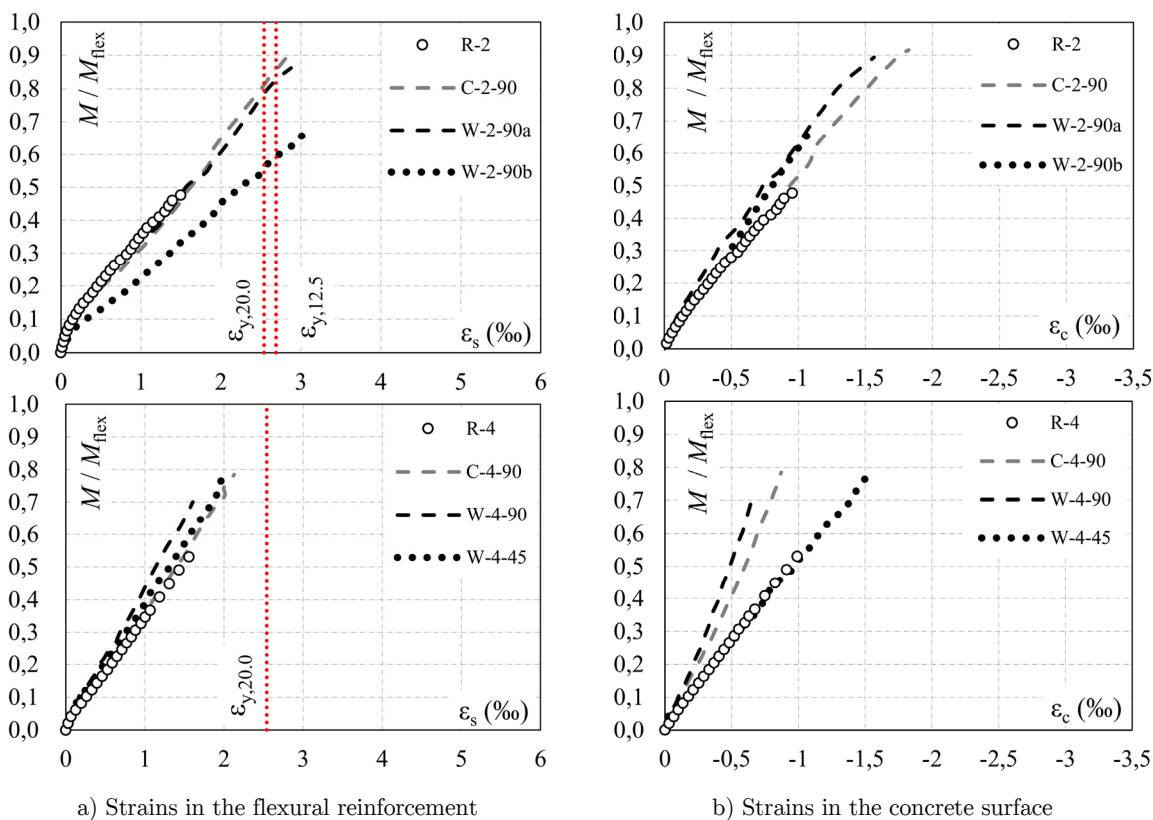 1,0
0,9
0,8
0,7
0,6
0,5
0,4
0,3
0,2
0,1
0,0
M / Mflex
R-2
C-2-90
W-2-90a
W-2-90b
εy,20.0
εy,12.5
εs (‰)
0 1 2 3 4 5 6
1,0
0,9
0,8
0,7
0,6
0,5
0,4
0,3
0,2
0,1
0,0
M / Mflex
R-2
C-2-90
W-2-90a
W-2-90b
εc (‰)
0 -0,5 -1 -1,5 -2 -2,5 -3 -3,5
1,0
0,9
0,8
0,7
0,6
0,5
0,4
0,3
0,2
0,1
0,0
M / Mflex
R-4
C-4-90
W-4-90
W-4-45
εy,20.0
εs (‰)
0 1 2 3 4 5 6
1,0
0,9
0,8
0,7
0,6
0,5
0,4
0,3
0,2
0,1
0,0
M / Mflex
R-4
C-4-90
W-4-90
W-4-45
εc (‰)
0 -0,5 -1 -1,5 -2 -2,5 -3 -3,5
a) Strains in the flexural reinforcement
b) Strains in the concrete surface